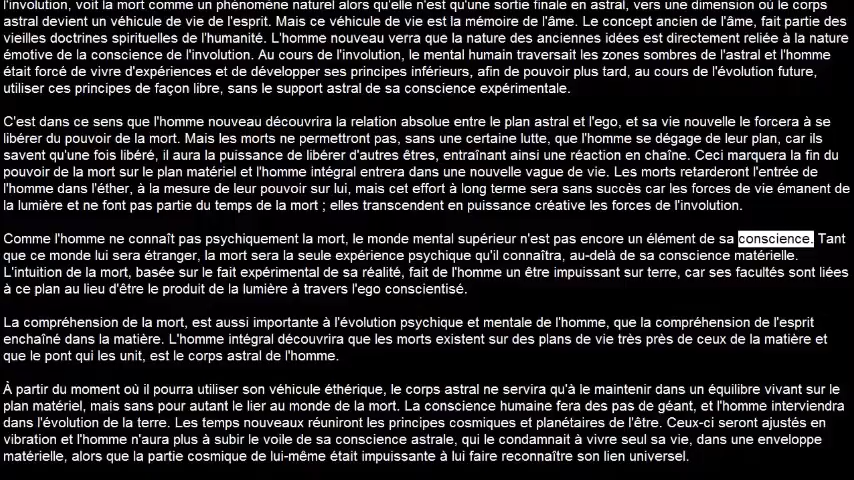 l'involution, voit la mort comme un phénomène naturel alors qu'elle n'est qu'une sortie finale en astral, vers une dimension où le corps
astral devient un véhicule de vie de l'esprit. Mais ce véhicule de vie est la mémoire de l'âme. Le concept ancien de l'âme, fait partie des
vieilles doctrines spirituelles de l'humanité. L'homme nouveau verra que la nature des anciennes idées est directement reliée à la nature
émotive de la conscience de l'involution. Au cours de l'involution, le mental humain traversait les zones sombres de l'astral et l'homme
était forcé de vivre d'expériences et de développer ses principes inférieurs, afin de pouvoir plus tard, au cours de l'évolution future,
utiliser ces principes de façon libre, sans le support astral de sa conscience expérimentale.

C'est dans ce sens que l'homme nouveau découvrira la relation absolue entre le plan astral et l'ego, et sa vie nouvelle le forcera à se
libérer du pouvoir de la mort. Mais les morts ne permettront pas, sans une certaine lutte, que l'homme se dégage de leur plan, car ils
savent qu'une fois libéré, il aura la puissance de libérer d'autres êtres, entraînant ainsi une réaction en chaîne. Ceci marquera la fin du
pouvoir de la mort sur le plan matériel et l'homme intégral entrera dans une nouvelle vague de vie. Les morts retarderont l'entrée de
l'homme dans l'éther, à la mesure de leur pouvoir sur lui, mais cet effort à long terme sera sans succès car les forces de vie émanent de
la lumière et ne font pas partie du temps de la mort ; elles transcendent en puissance créative les forces de l'involution.

Comme l'homme ne connaît pas psychiquement la mort, le monde mental supérieur n'est pas encore un élément de sa conscience. Tant
que ce monde lui sera étranger, la mort sera la seule expérience psychique qu'il connaîtra, au-delà de sa conscience matérielle.
L'intuition de la mort, basée sur le fait expérimental de sa réalité, fait de l'homme un être impuissant sur terre, car ses facultés sont liées
à ce plan au lieu d'être le produit de la lumière à travers l'ego conscientisé.

La compréhension de la mort, est aussi importante à l'évolution psychique et mentale de l'homme, que la compréhension de l'esprit
enchaîné dans la matière. L'homme intégral découvrira que les morts existent sur des plans de vie très près de ceux de la matière et
que le pont qui les unit, est le corps astral de l'homme.

À partir du moment où il pourra utiliser son véhicule éthérique, le corps astral ne servira qu'à le maintenir dans un équilibre vivant sur le
plan matériel, mais sans pour autant le lier au monde de la mort. La conscience humaine fera des pas de géant, et l'homme interviendra
dans l'évolution de la terre. Les temps nouveaux réuniront les principes cosmiques et planétaires de l'être. Ceux-ci seront ajustés en
vibration et l'homme n'aura plus à subir le voile de sa conscience astrale, qui le condamnait à vivre seul sa vie, dans une enveloppe
matérielle, alors que la partie cosmique de lui-même était impuissante à lui faire reconnaître son lien universel.